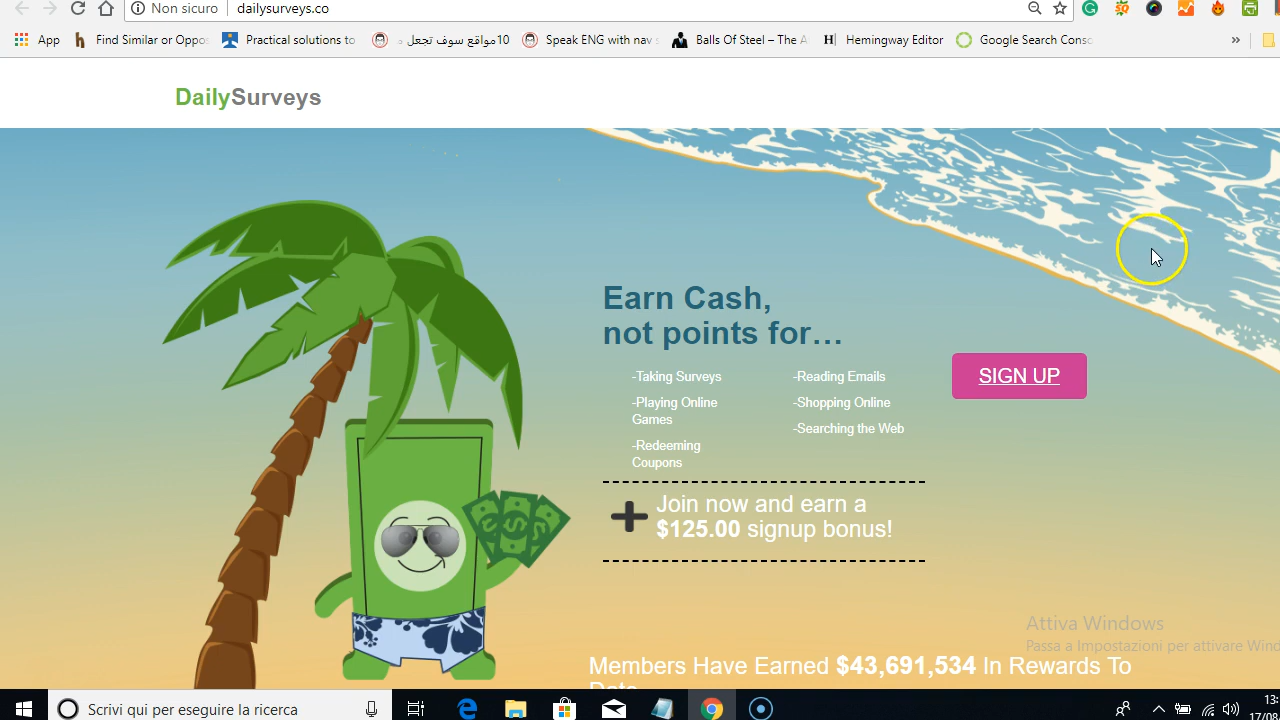 Non sicuro dailysurveys.co
App Find Similar or Oppo Practical solutions to 10مواقع سوف تجعل Speak ENG with nav Balls Of Steel – The A Hemingway Editor Google Search Cons
DailySurveys
Earn Cash,
not points for…
-Taking Surveys
-Playing Online
Games
-Redeeming
Coupons
-Reading Emails
-Shopping Online
-Searching the Web
SIGN UP
Join now and earn a
$125.00 signup bonus!
Attiva Windows
Passa a Impostazioni per attivare Wind
Members Have Earned $43,691,534 In Rewards To
Date
Scrivi qui per eseguire la ricerca
13:
17/08